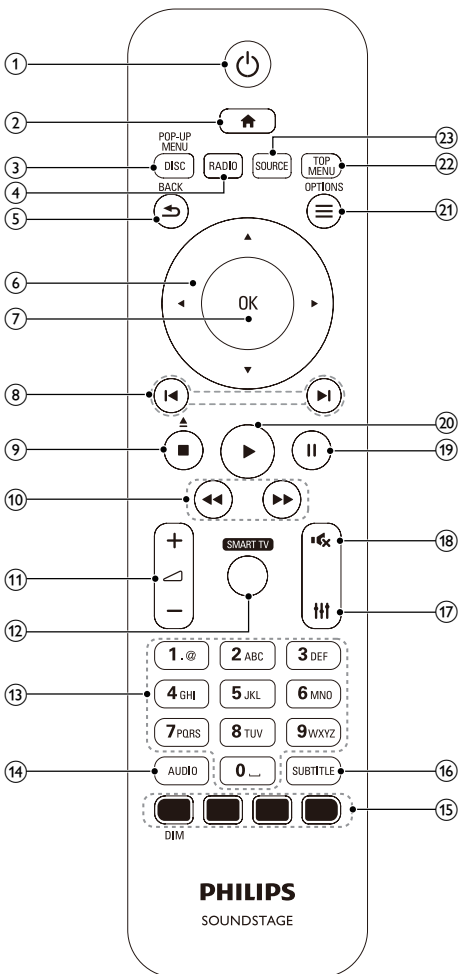 1
2
POP-UP MENU
23
3
DISC
RADIO
SOURCE
TOP MENU
22
4
BACK
OPTIONS
5
21
6
OK
7
8
20
9
19
10
18
SMART TV
11
12
17
13
1.@
2 ABC
3 DEF
4 GHI
5 JKL
6 MNO
7 PQRS
8 TUV
9 WXYZ
14
AUDIO
0
SUBTITLE
16
15
DIM
PHILIPS
SOUNDSTAGE